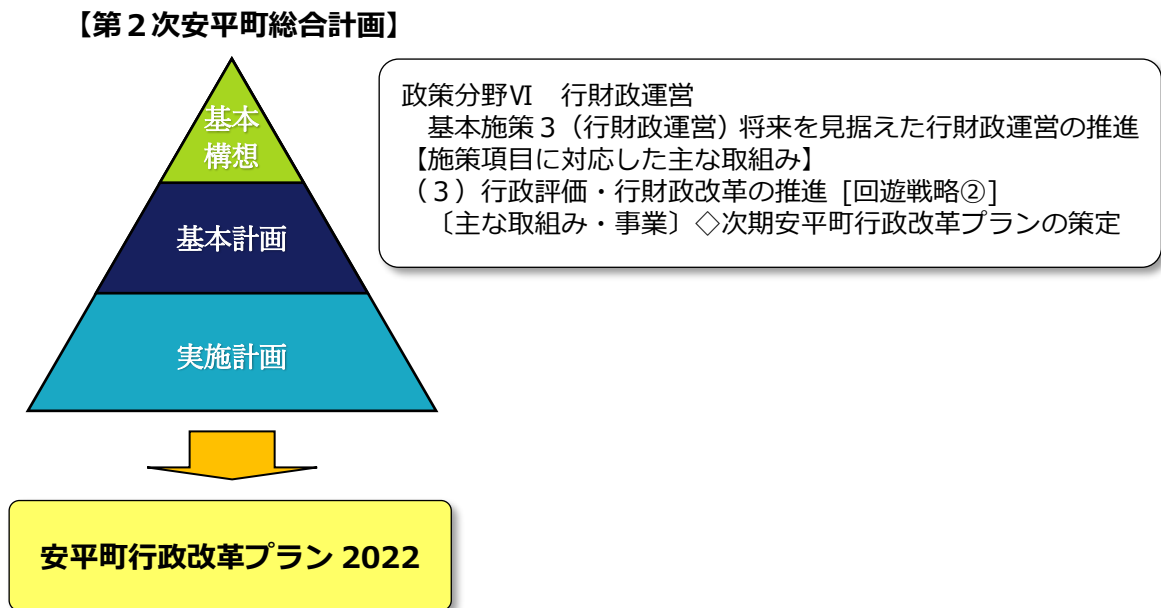 【第２次安平町総合計画】
基本
構想
基本計画
実施計画
政策分野Ⅵ　行財政運営
基本施策３（行財政運営）将来を見据えた行財政運営の推進
【施策項目に対応した主な取組み】
（３）行政評価・行財政改革の推進［回遊戦略②］
〔主な取組み・事業〕◇次期安平町行政改革プランの策定
安平町行政改革プラン 2022